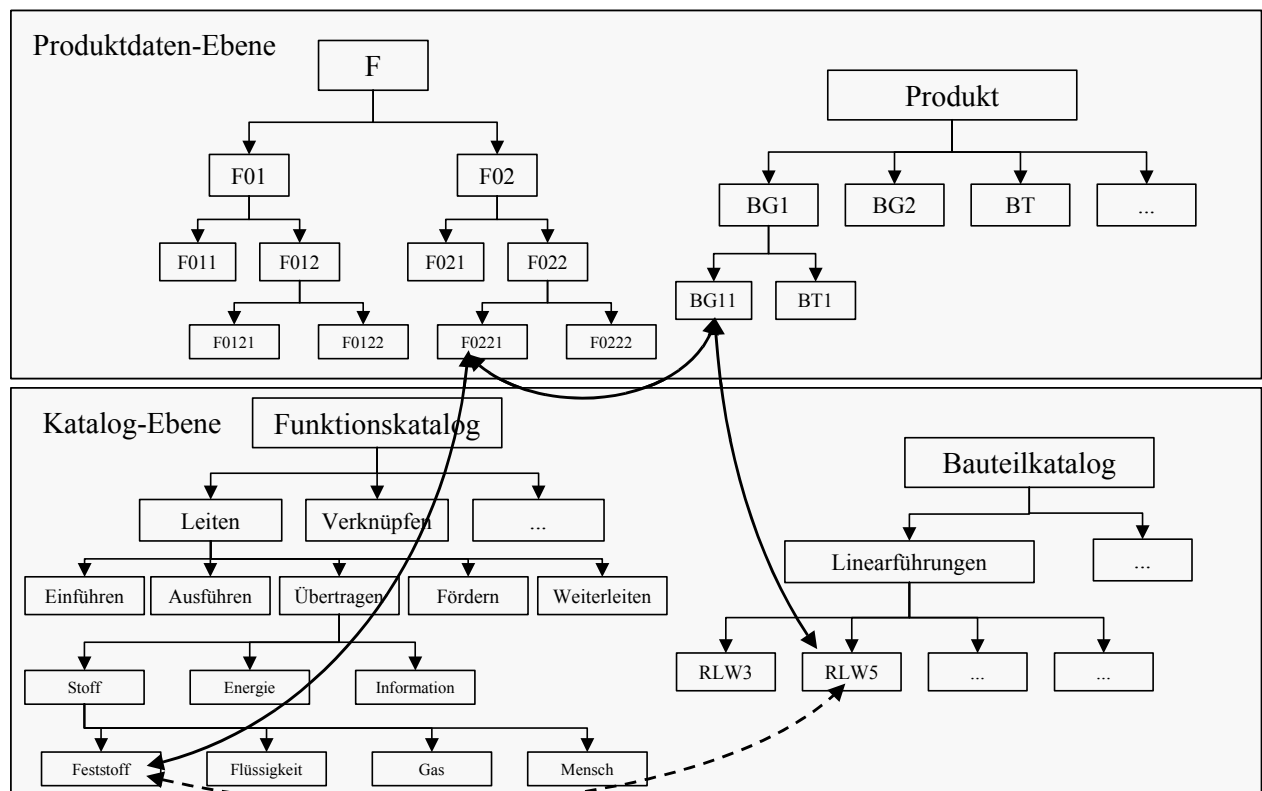 Produktdaten-Ebene
F
Produkt
F01
F02
BG1
BG2
BT
...
F011
F012
F021
F022
BG11
BT1
F0121
F0122
F0221
F0222
Katalog-Ebene
Funktionskatalog
Bauteilkatalog
Leiten
Verknüpfen
...
Linearführungen
...
Einführen
Ausführen
Übertragen
Fördern
Weiterleiten
RLW3
RLW5
...
...
Stoff
Energie
Information
Feststoff
Flüssigkeit
Gas
Mensch